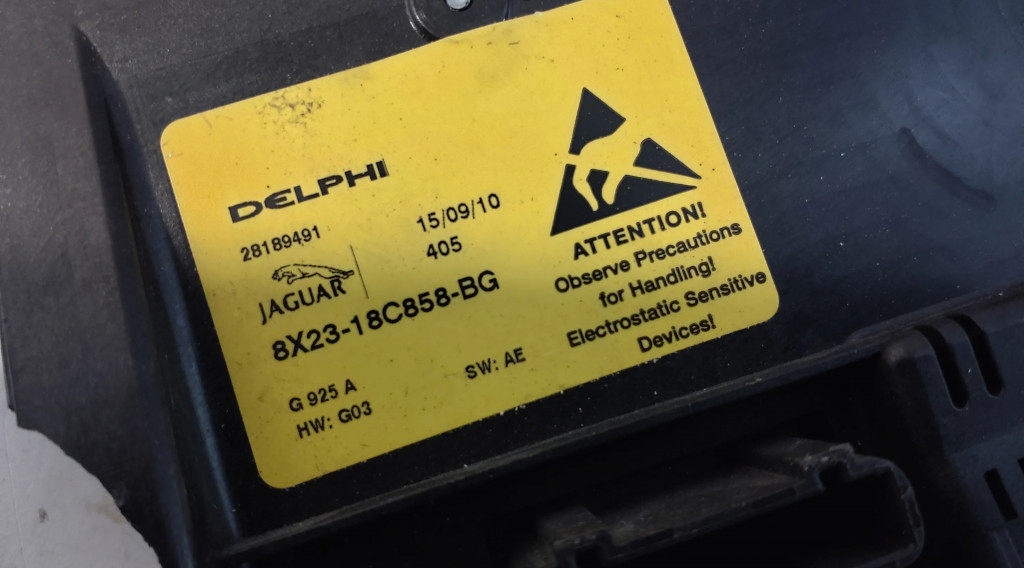 DELPHI
28189491
15/09/10
405
JAGUAR
8X23-18C858-BG
G 925 A
SW: AE
HW: G03
ATTENTION!
Observe Precautions
for Handling!
Electrostatic Sensitive
Devices!